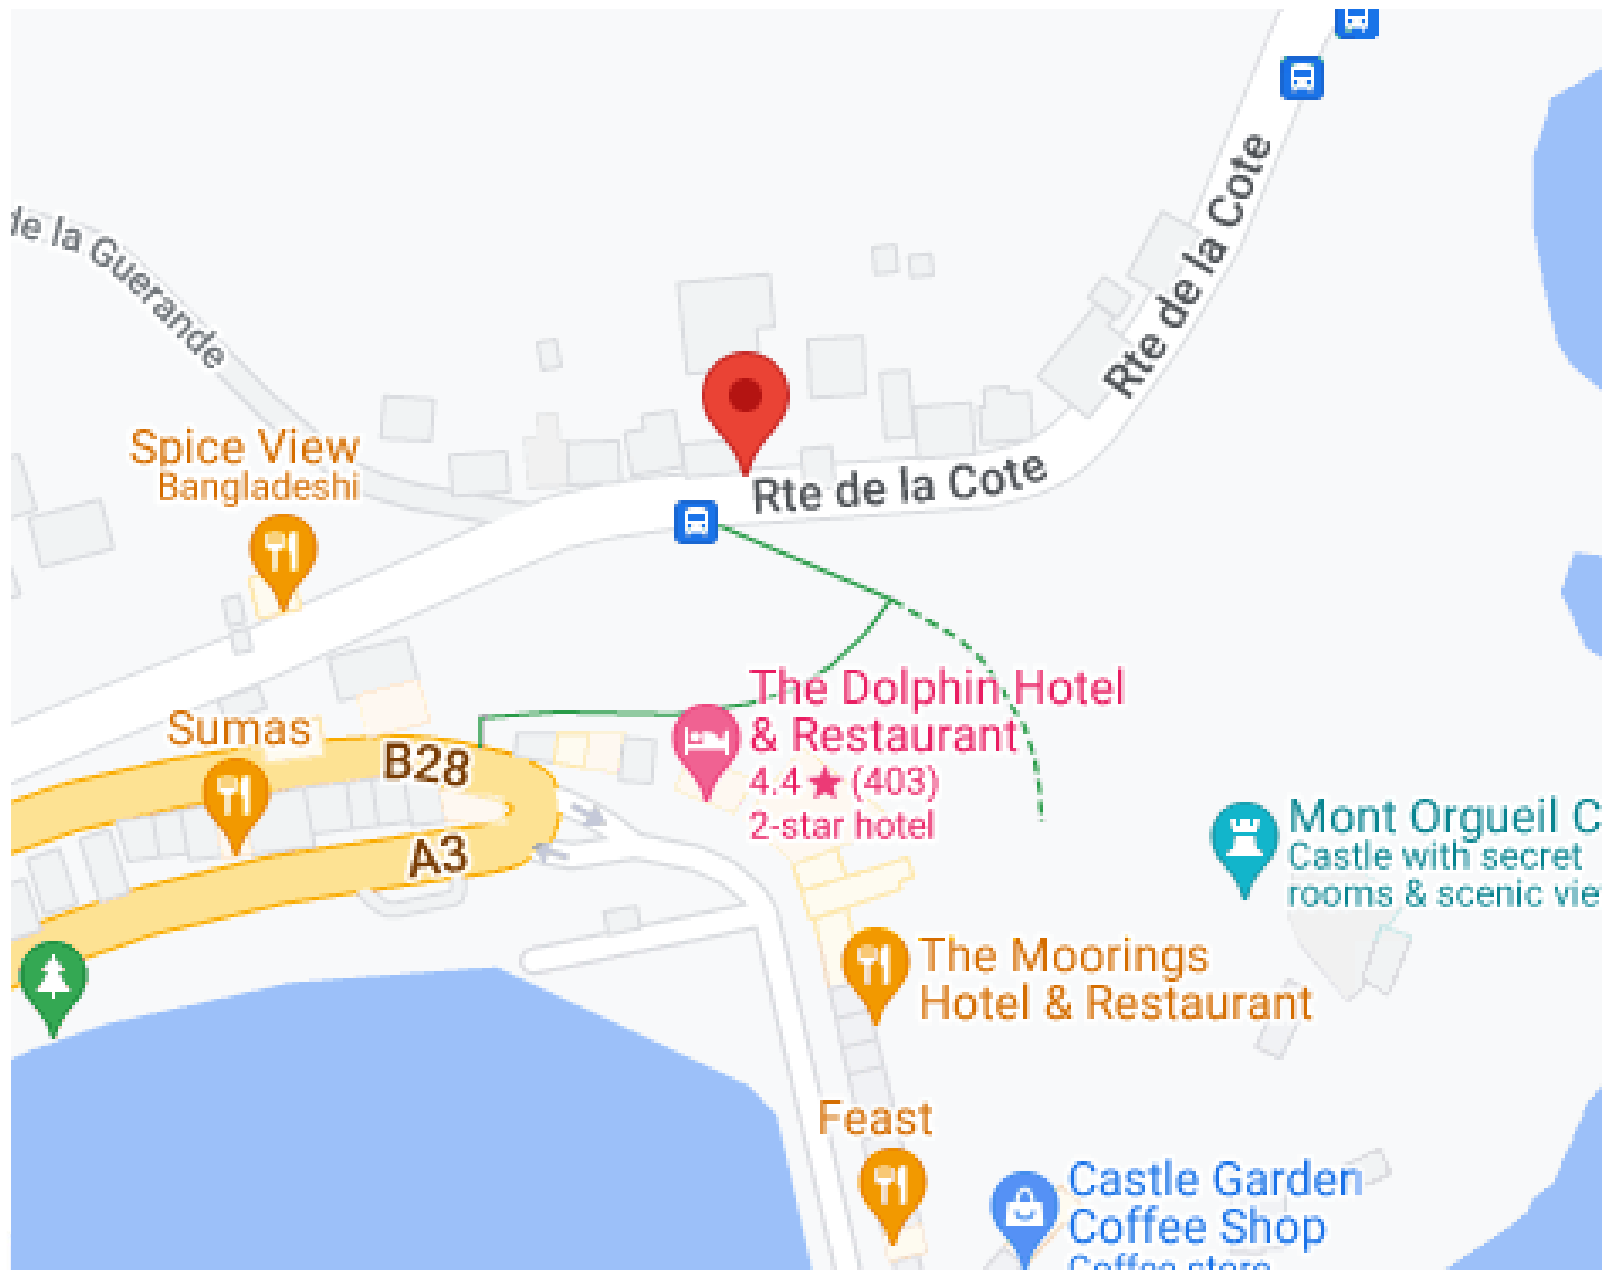 Rte de la Cote
de la Guerande
Spice View
Bangladeshi
Rte de la Cote
The Dolphin Hotel
& Restaurant
4.4 ★ (403)
2-star hotel
Sumas
B28
A3
Mont Orgueil C
Castle with secret
rooms & scenic vie
The Moorings
Hotel & Restaurant
Feast
Castle Garden
Coffee Shop
Coffee store